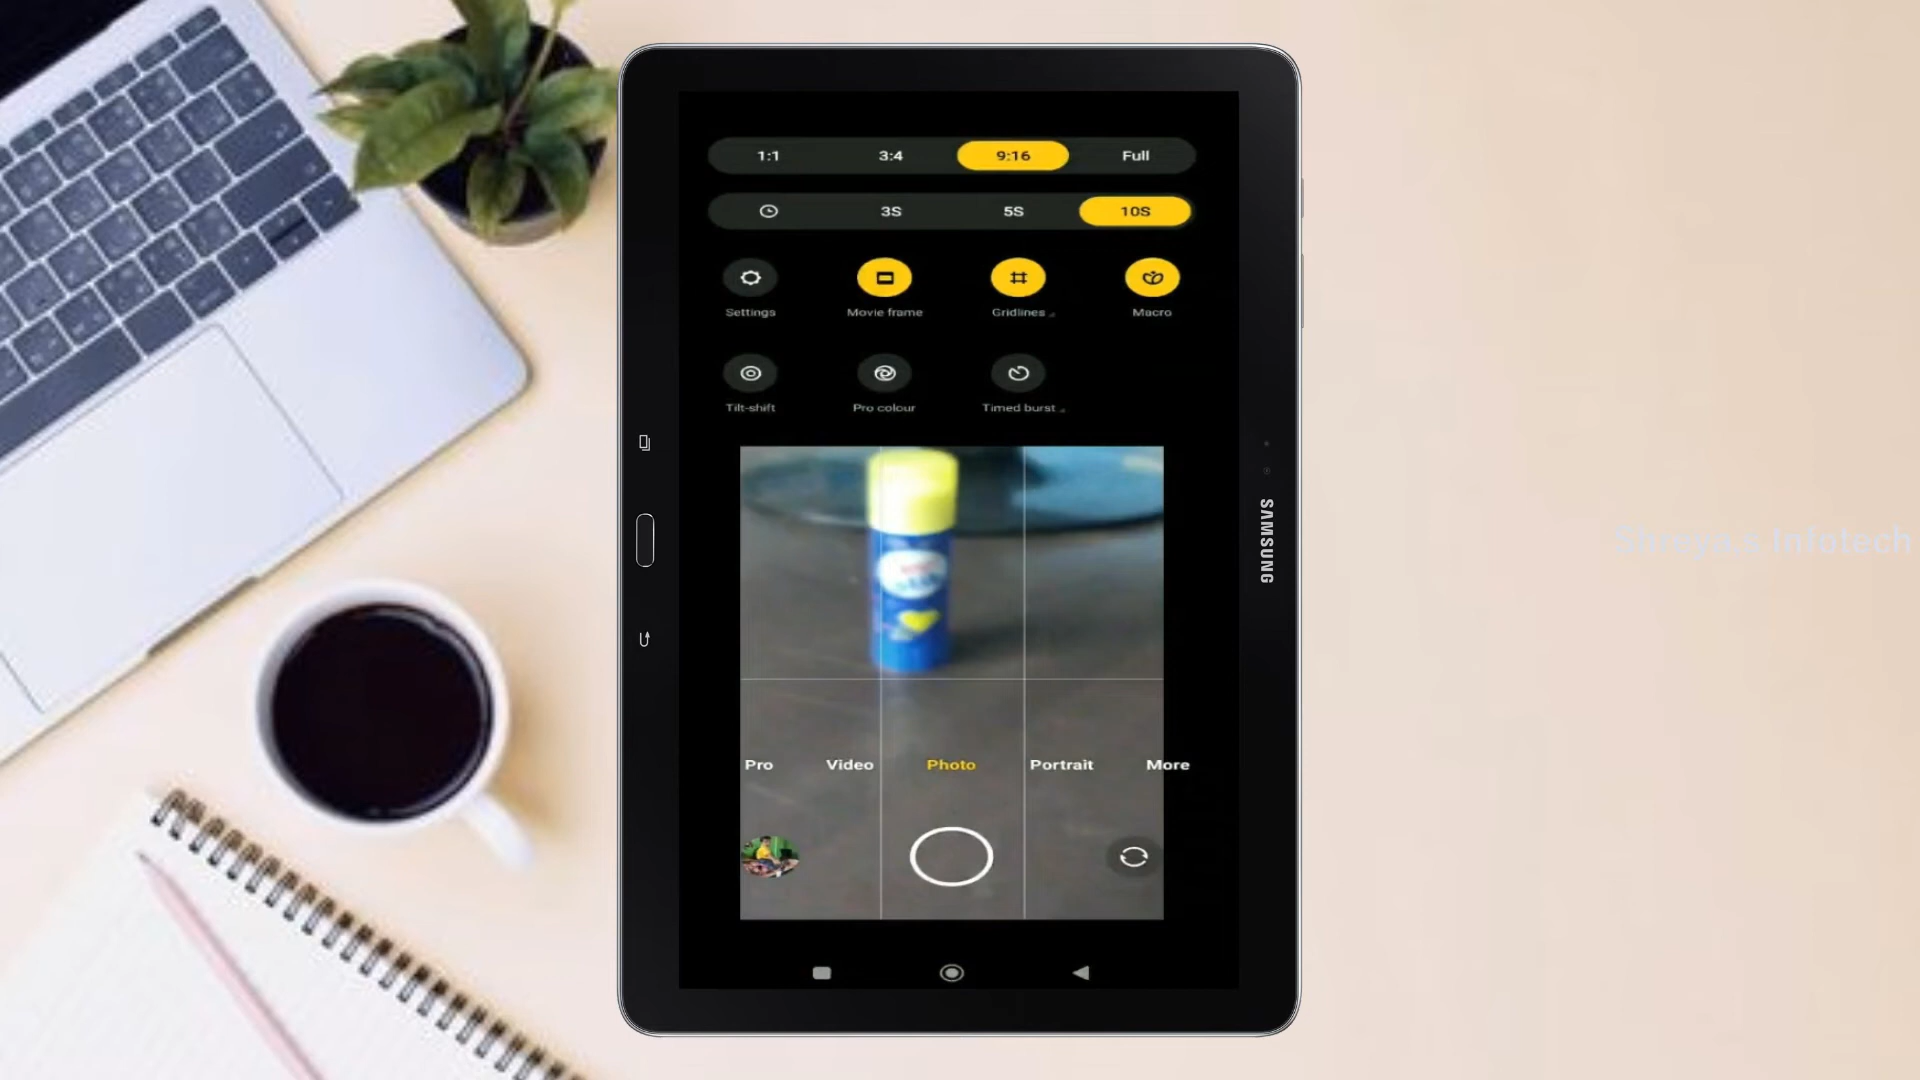 1:1 3:4 9:16 Full
3S 5S 10S
Settings Movie frame Gridlines Macro
Tilt-shift Pro colour Timed burst
SAMSUNG
Shreya,s Infotech
Pro Video Photo Portrait More